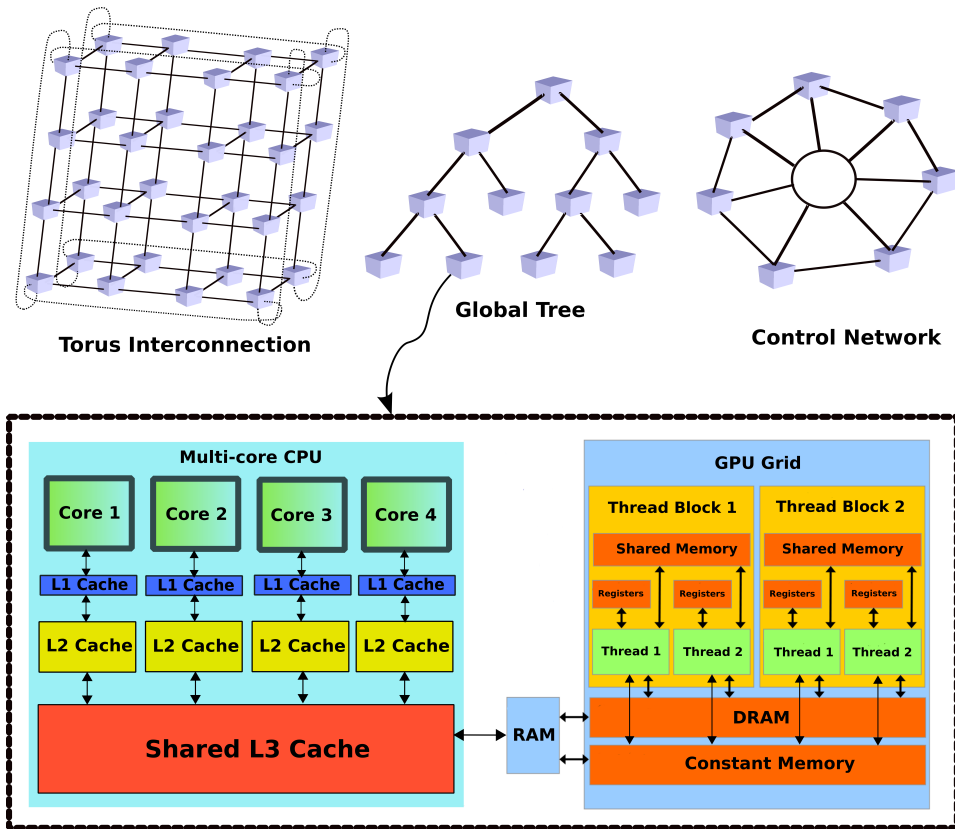 Torus Interconnection
Global Tree
Control Network
Multi-core CPU
Core 1
Core 2
Core 3
Core 4
L1 Cache
L1 Cache
L1 Cache
L1 Cache
L2 Cache
L2 Cache
L2 Cache
L2 Cache
Shared L3 Cache
RAM
GPU Grid
Thread Block 1
Shared Memory
Registers
Registers
Thread 1
Thread 2
Thread Block 2
Shared Memory
Registers
Registers
Thread 1
Thread 2
DRAM
Constant Memory